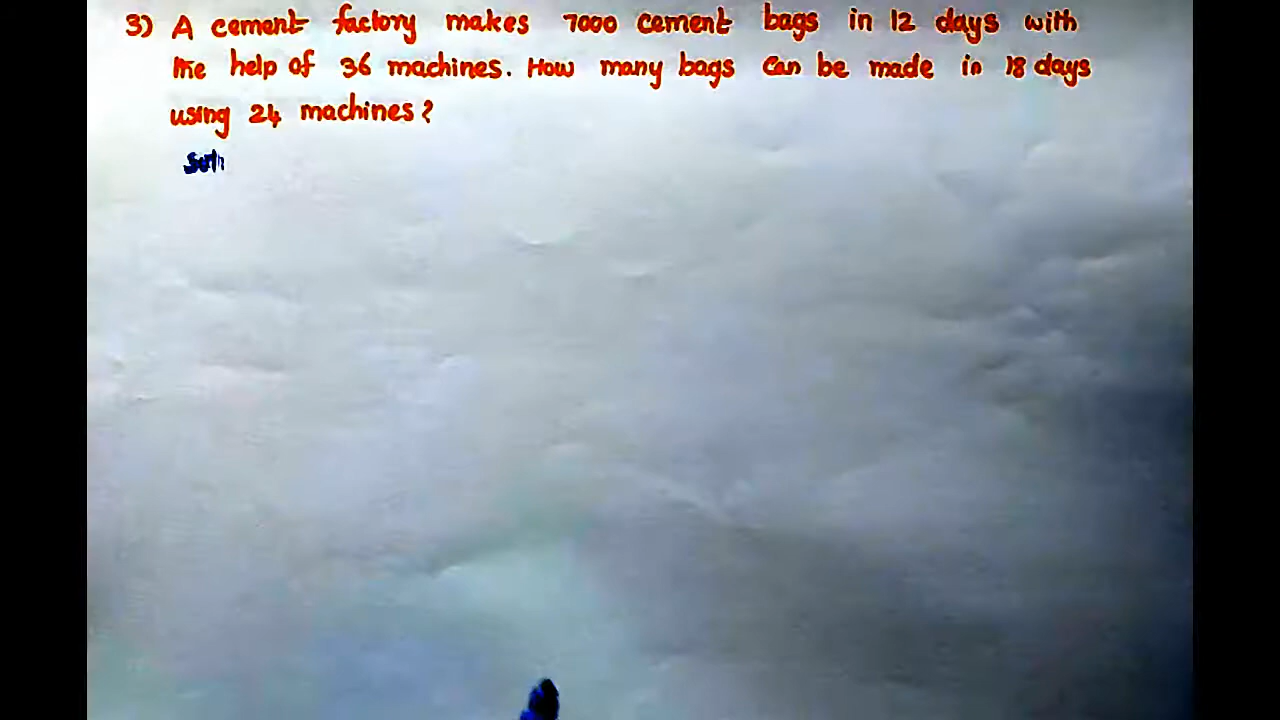 3) A cement factory makes 7000 cement bags in 12 days with
the help of 36 machines. How many bags can be made in 18 days
using 24 machines?